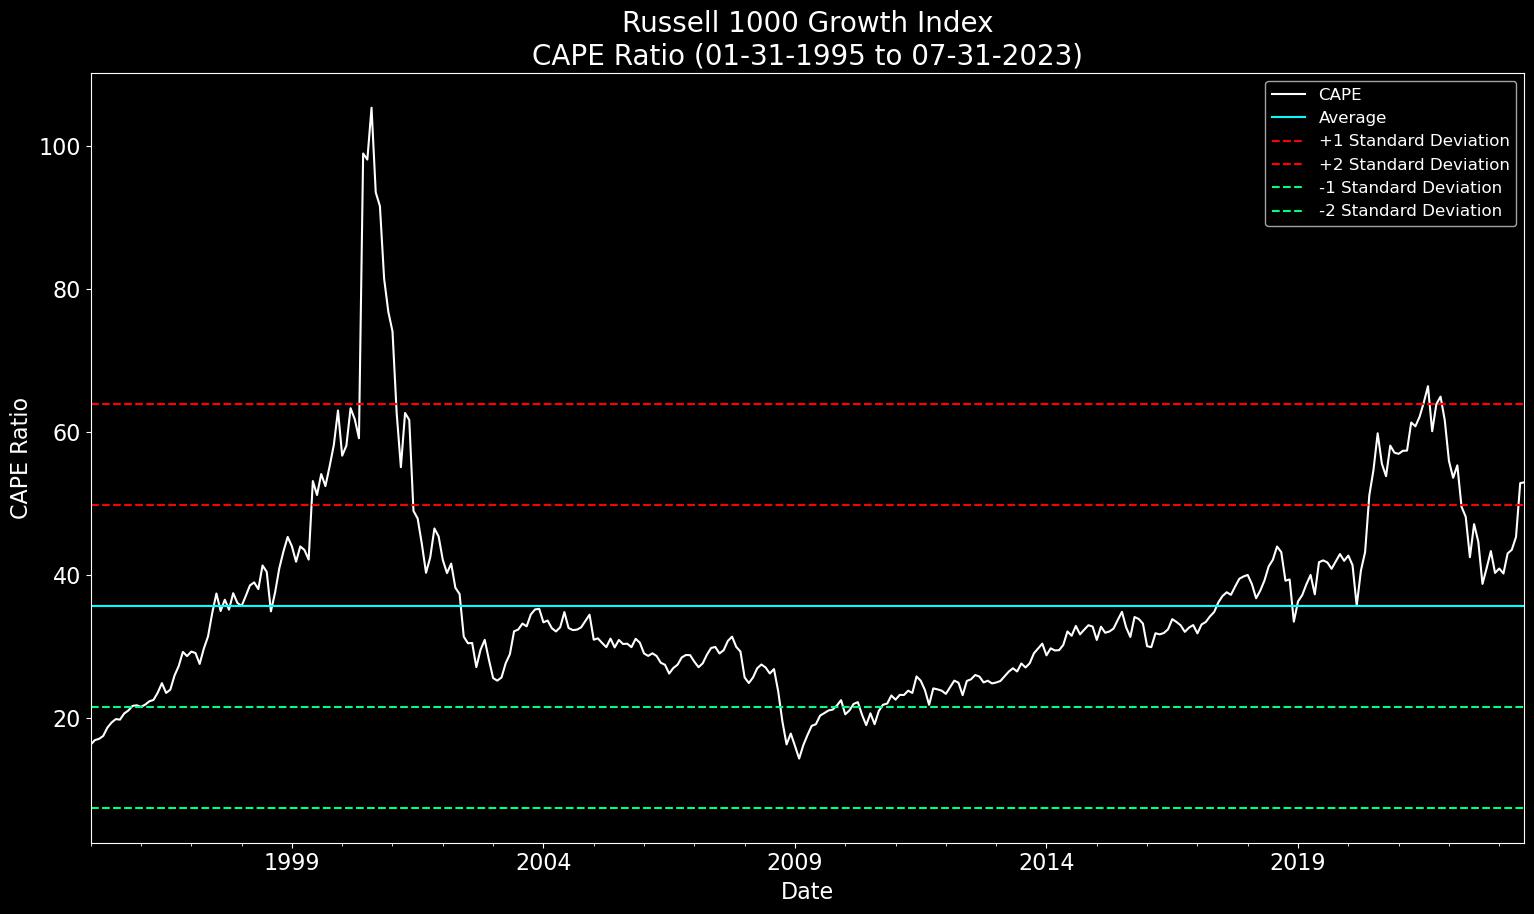 Russell 1000 Growth Index
CAPE Ratio (01-31-1995 to 07-31-2023)
CAPE
Average
+1 Standard Deviation
+2 Standard Deviation
-1 Standard Deviation
-2 Standard Deviation
CAPE Ratio
100
80
60
40
20
1999
2004
2009
2014
2019
Date